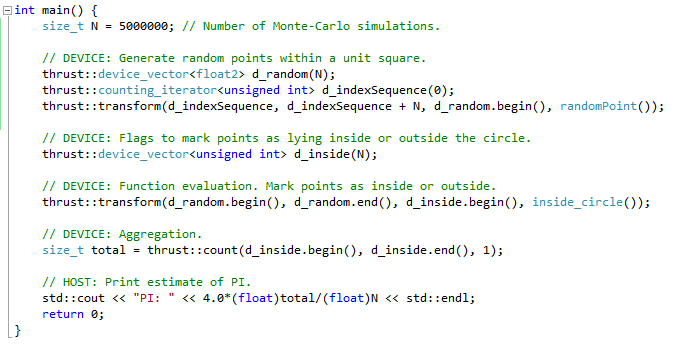 int main() {
    size_t N = 5000000; // Number of Monte-Carlo simulations.

    // DEVICE: Generate random points within a unit square.
    thrust::device_vector<float2> d_random(N);
    thrust::counting_iterator<unsigned int> d_indexSequence(0);
    thrust::transform(d_indexSequence, d_indexSequence + N, d_random.begin(), randomPoint());

    // DEVICE: Flags to mark points as lying inside or outside the circle.
    thrust::device_vector<unsigned int> d_inside(N);

    // DEVICE: Function evaluation. Mark points as inside or outside.
    thrust::transform(d_random.begin(), d_random.end(), d_inside.begin(), inside_circle());

    // DEVICE: Aggregation.
    size_t total = thrust::count(d_inside.begin(), d_inside.end(), 1);

    // HOST: Print estimate of PI.
    std::cout << "PI: " << 4.0*(float)total/(float)N << std::endl;
    return 0;
}